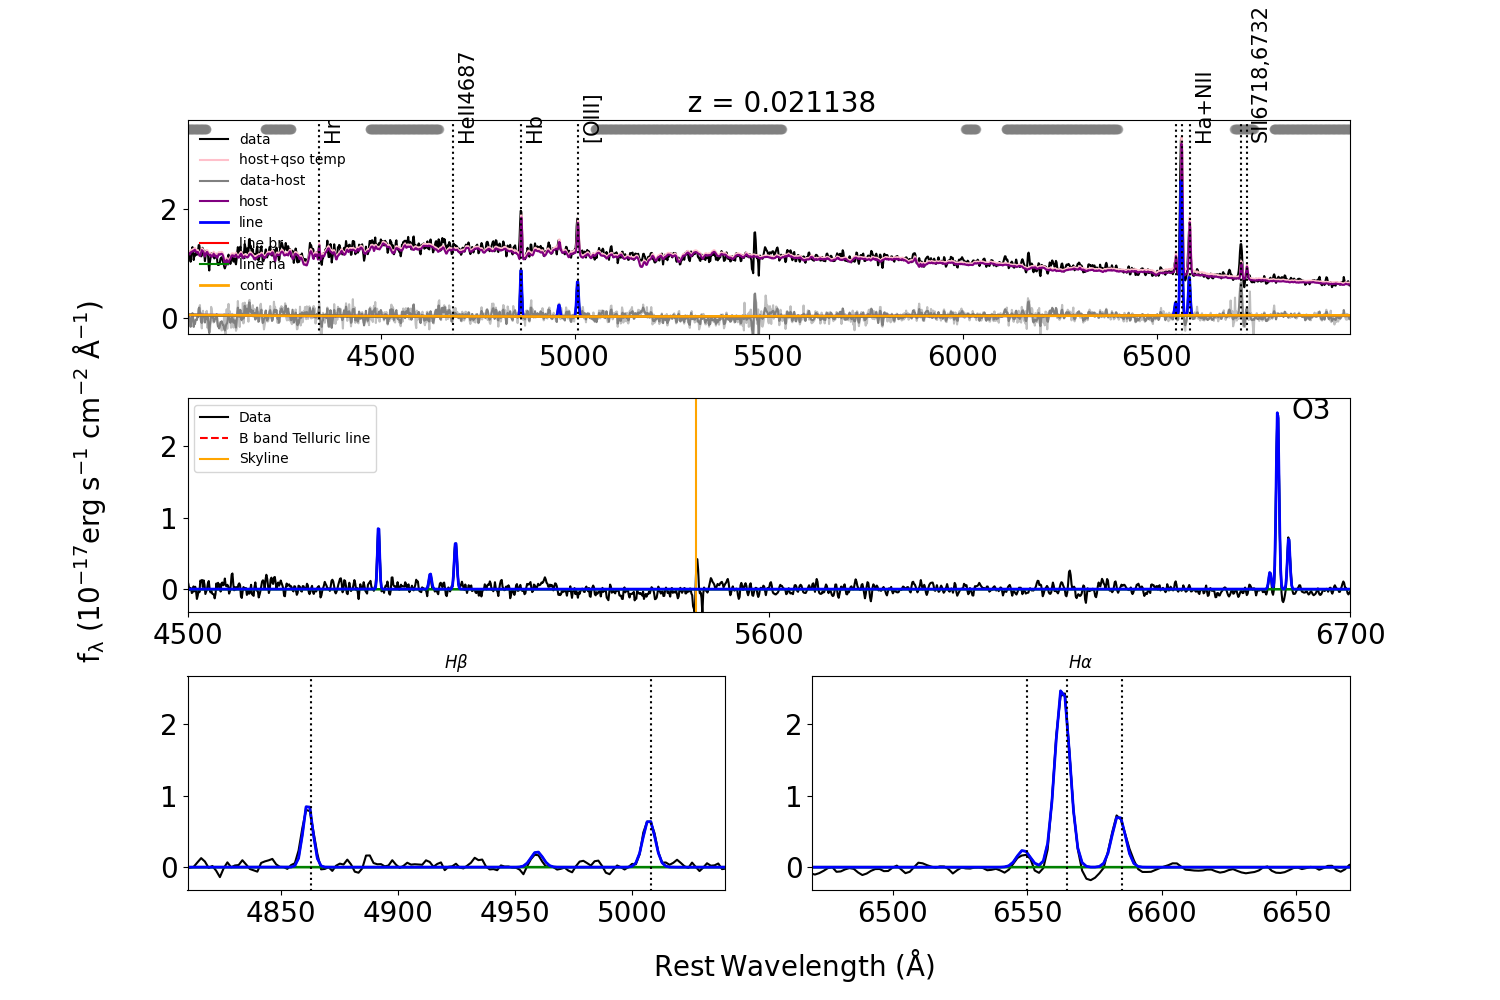 z = 0.021138
Hr
HeII4687
Hb
[OIII]
Ha+NII
SII6718,6732
data
host+qso temp
data-host
host
line
line br
line na
conti
2
0
4500
5000
5500
6000
6500
Data
B band Telluric line
Skyline
O3
2
1
0
4500
5600
6700
fλ (10⁻¹⁷erg s⁻¹ cm⁻² Å⁻¹)
Hβ
2
1
0
4850
4900
4950
5000
Hα
2
1
0
6500
6550
6600
6650
Rest Wavelength (Å)